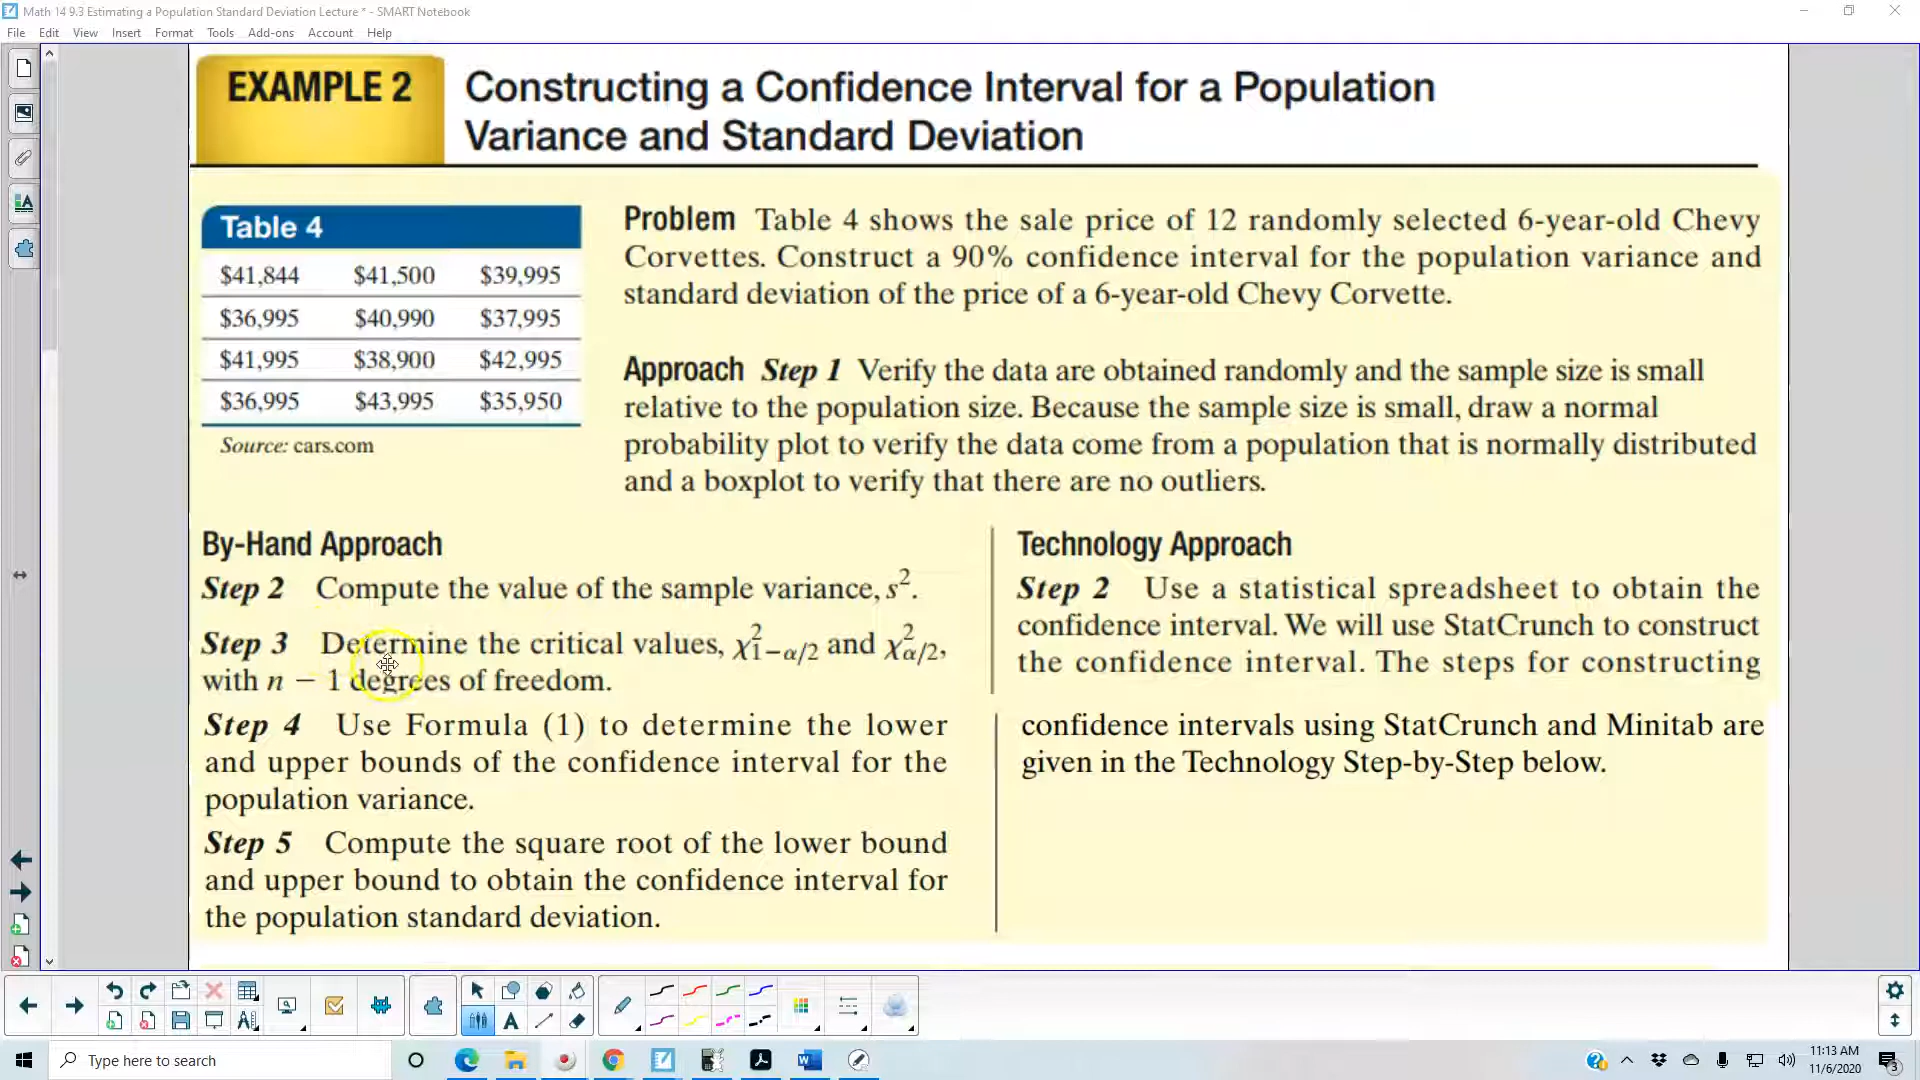 Math 14 9.3 Estimating a Population Standard Deviation Lecture * - SMART Notebook
File Edit View Insert Format Tools Add-ons Account Help
EXAMPLE 2
Constructing a Confidence Interval for a Population
Variance and Standard Deviation
Table 4
$41,844 $41,500 $39,995
$36,995 $40,990 $37,995
$41,995 $38,900 $42,995
$36,995 $43,995 $35,950
Source: cars.com
Problem Table 4 shows the sale price of 12 randomly selected 6-year-old Chevy
Corvettes. Construct a 90% confidence interval for the population variance and
standard deviation of the price of a 6-year-old Chevy Corvette.
Approach Step 1 Verify the data are obtained randomly and the sample size is small
relative to the population size. Because the sample size is small, draw a normal
probability plot to verify the data come from a population that is normally distributed
and a boxplot to verify that there are no outliers.
By-Hand Approach
Step 2 Compute the value of the sample variance, s².
Step 3 Determine the critical values, χ²₁₋α/₂ and χ²α/₂,
with n − 1 degrees of freedom.
Step 4 Use Formula (1) to determine the lower
and upper bounds of the confidence interval for the
population variance.
Step 5 Compute the square root of the lower bound
and upper bound to obtain the confidence interval for
the population standard deviation.
Technology Approach
Step 2 Use a statistical spreadsheet to obtain the
confidence interval. We will use StatCrunch to construct
the confidence interval. The steps for constructing
confidence intervals using StatCrunch and Minitab are
given in the Technology Step-by-Step below.
Type here to search
11:13 AM
11/6/2020
3